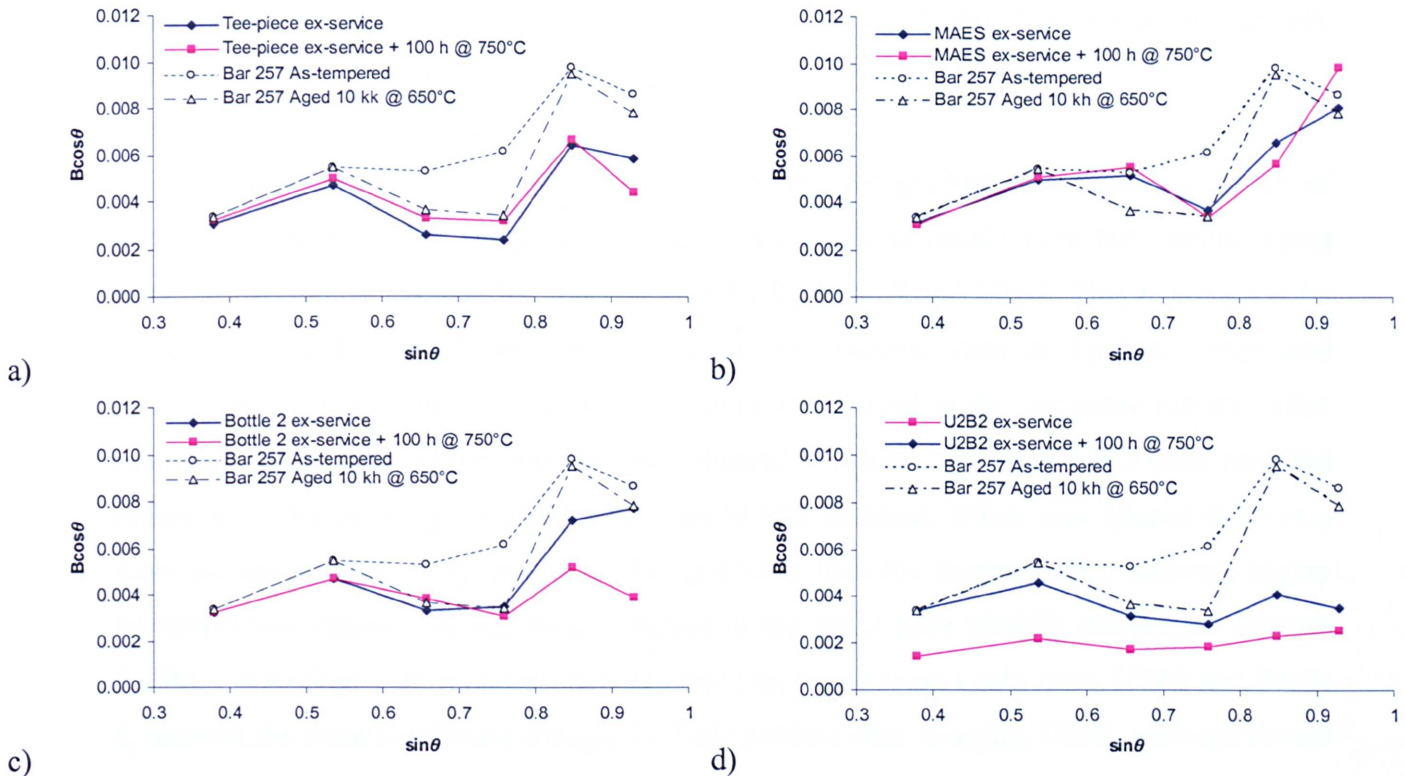 Tee-piece ex-service
Tee-piece ex-service + 100 h @ 750°C
Bar 257 As-tempered
Bar 257 Aged 10 kk @ 650°C
0.012
0.010
0.008
0.006
0.004
0.002
0.000
Bcosθ
0.3 0.4 0.5 0.6 0.7 0.8 0.9 1
sinθ
a)
MAES ex-service
MAES ex-service + 100 h @ 750°C
Bar 257 As-tempered
Bar 257 Aged 10 kh @ 650°C
0.012
0.010
0.008
0.006
0.004
0.002
0.000
Bcosθ
0.3 0.4 0.5 0.6 0.7 0.8 0.9 1
sinθ
b)
Bottle 2 ex-service
Bottle 2 ex-service + 100 h @ 750°C
Bar 257 As-tempered
Bar 257 Aged 10 kh @ 650°C
0.012
0.010
0.008
0.006
0.004
0.002
0.000
Bcosθ
0.3 0.4 0.5 0.6 0.7 0.8 0.9 1
sinθ
c)
U2B2 ex-service
U2B2 ex-service + 100 h @ 750°C
Bar 257 As-tempered
Bar 257 Aged 10 kh @ 650°C
0.012
0.010
0.008
0.006
0.004
0.002
0.000
Bcosθ
0.3 0.4 0.5 0.6 0.7 0.8 0.9 1
sinθ
d)